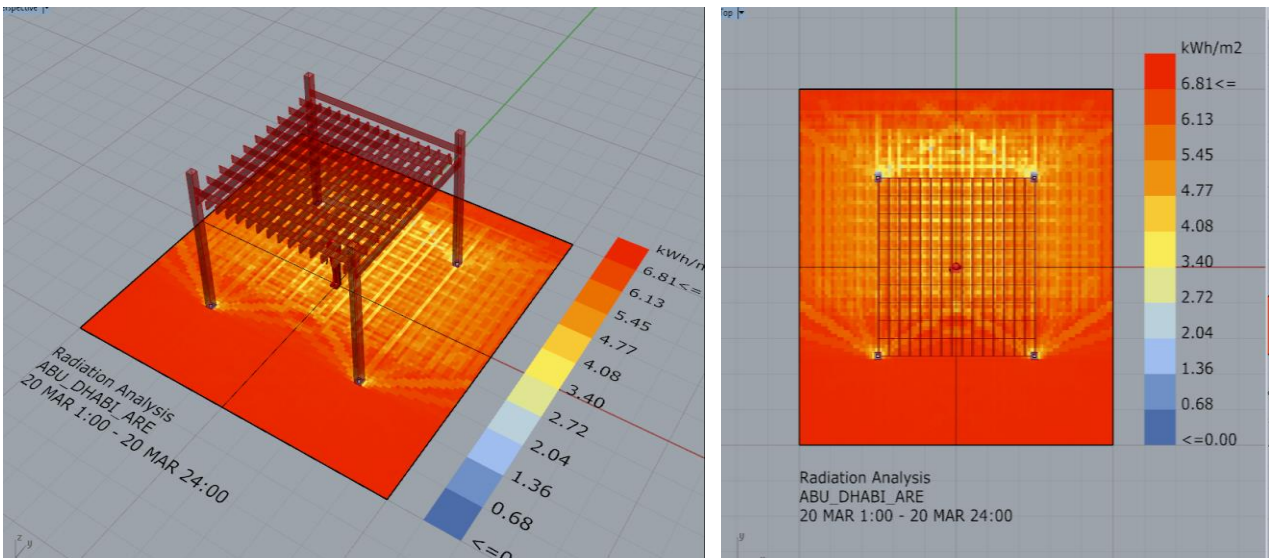 Perspective
kWh/m
6.81<=
6.13
5.45
4.77
4.08
3.40
2.72
2.04
1.36
0.68
<=0
Radiation Analysis
ABU_DHABI_ARE
20 MAR 1:00 - 20 MAR 24:00
z
y
op
kWh/m2
6.81<=
6.13
5.45
4.77
4.08
3.40
2.72
2.04
1.36
0.68
<=0.00
Radiation Analysis
ABU_DHABI_ARE
20 MAR 1:00 - 20 MAR 24:00
y